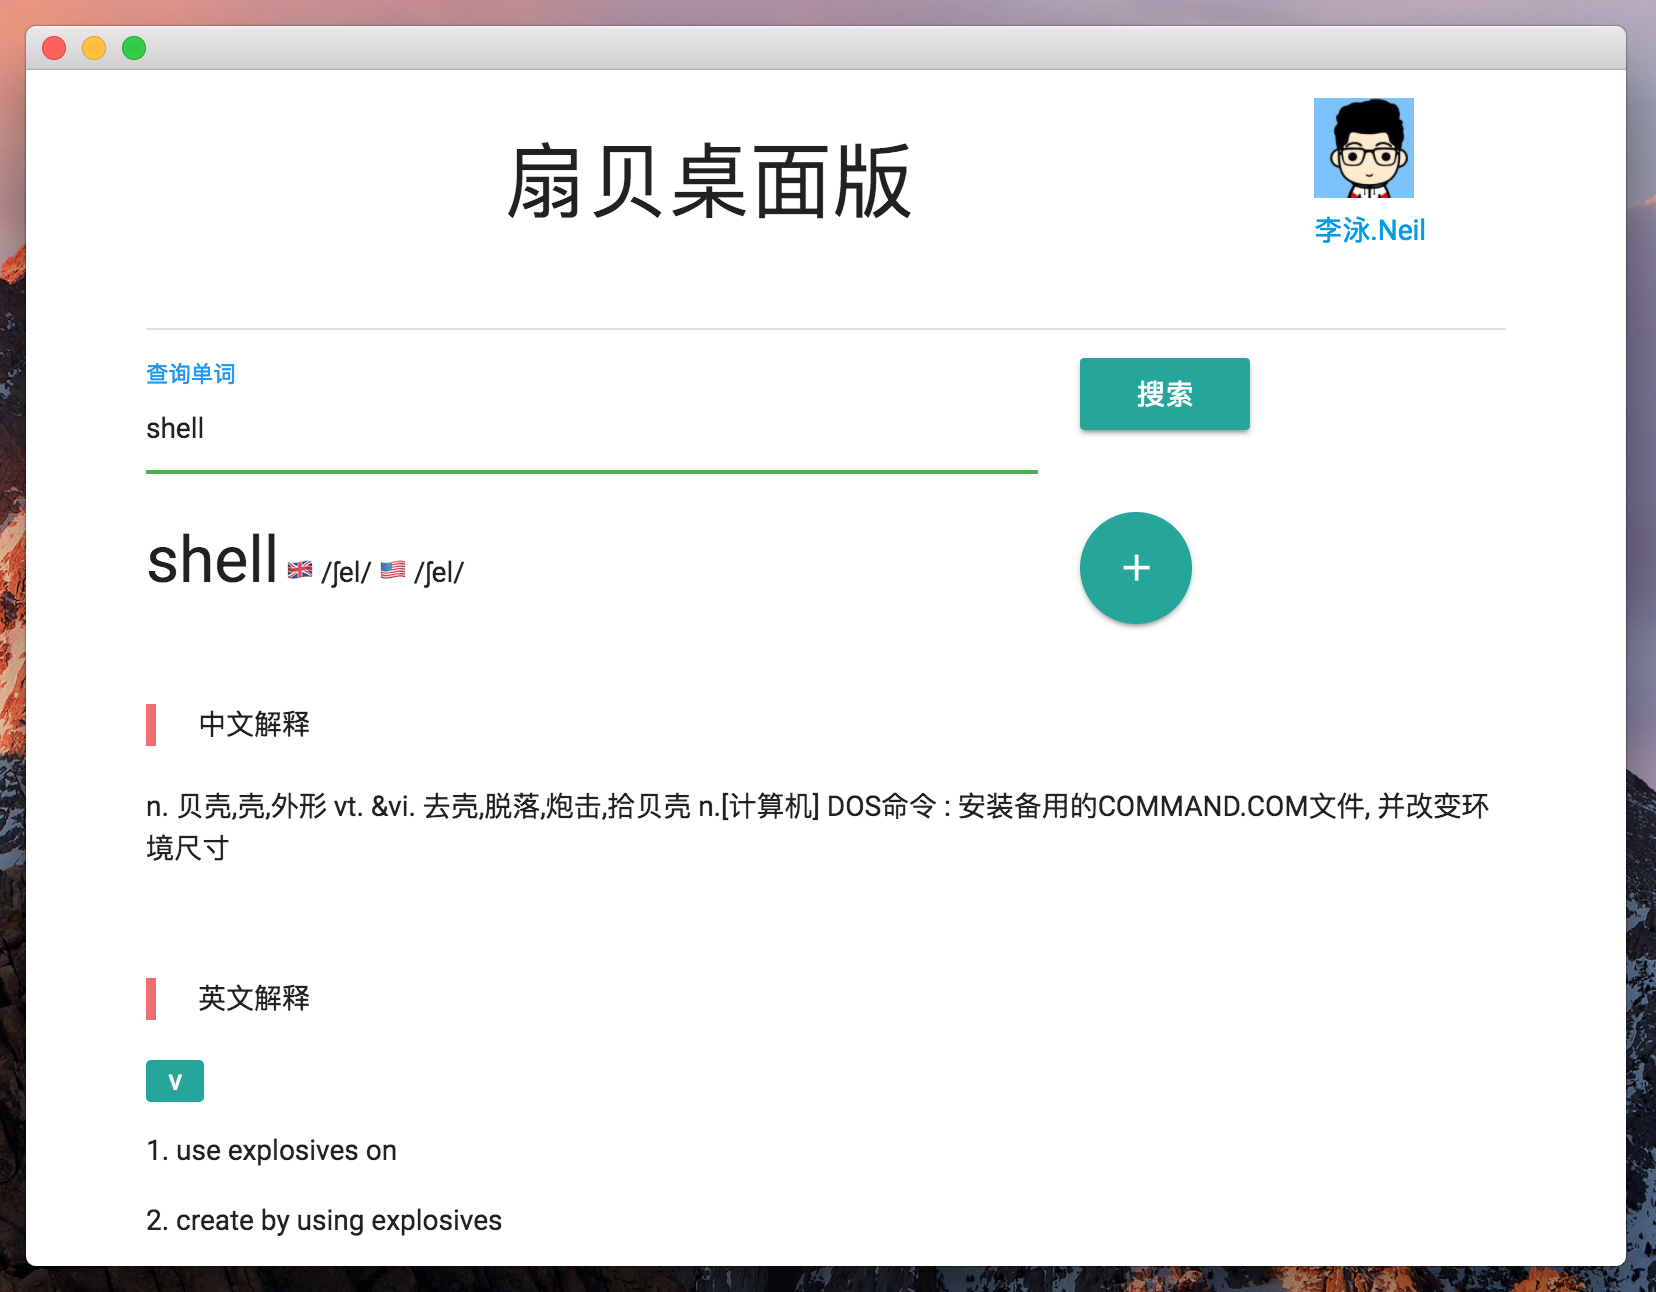 扇贝桌面版
李泳.Neil
查询单词
shell
搜索
shell /ʃel/ /ʃel/
+
中文解释
n. 贝壳,壳,外形 vt. &vi. 去壳,脱落,炮击,拾贝壳 n.[计算机] DOS命令 : 安装备用的COMMAND.COM文件, 并改变环
境尺寸
英文解释
v
1. use explosives on
2. create by using explosives